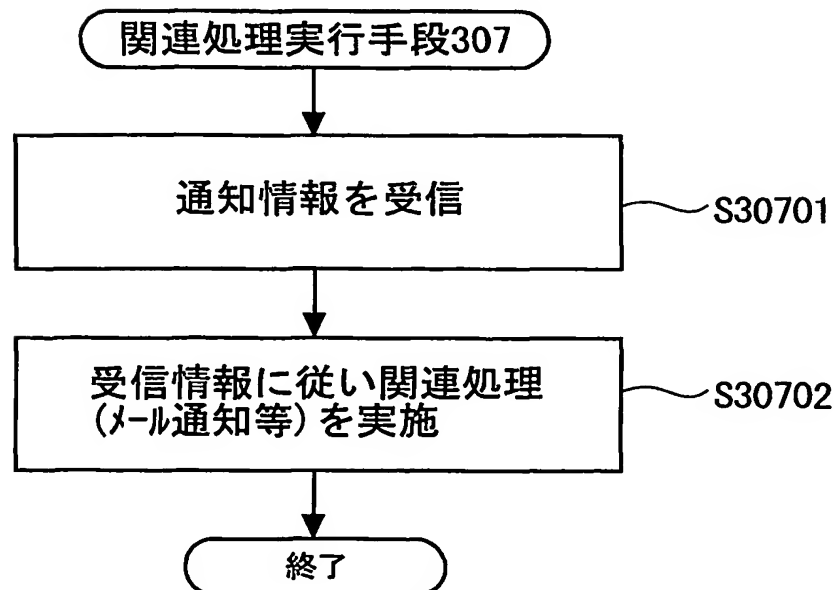 関連処理実行手段307
通知情報を受信
S30701
受信情報に従い関連処理
(メール通知等)を実施
S30702
終了